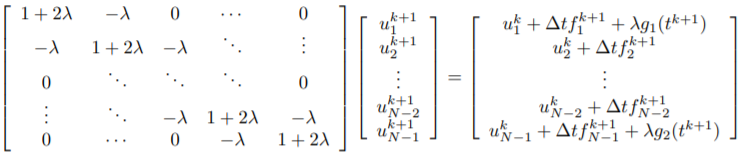 1 + 2λ −λ 0 ⋯ 0 u_1^{k+1} u_1^k + Δt f_1^{k+1} + λg_1(t^{k+1})
−λ 1 + 2λ −λ ⋱ ⋮ u_2^{k+1} u_2^k + Δt f_2^{k+1}
0 ⋱ ⋱ ⋱ 0 ⋮ = ⋮
⋮ ⋱ −λ 1 + 2λ −λ u_{N−2}^{k+1} u_{N−2}^k + Δt f_{N−2}^{k+1}
0 ⋯ 0 −λ 1 + 2λ u_{N−1}^{k+1} u_{N−1}^k + Δt f_{N−1}^{k+1} + λg_2(t^{k+1})